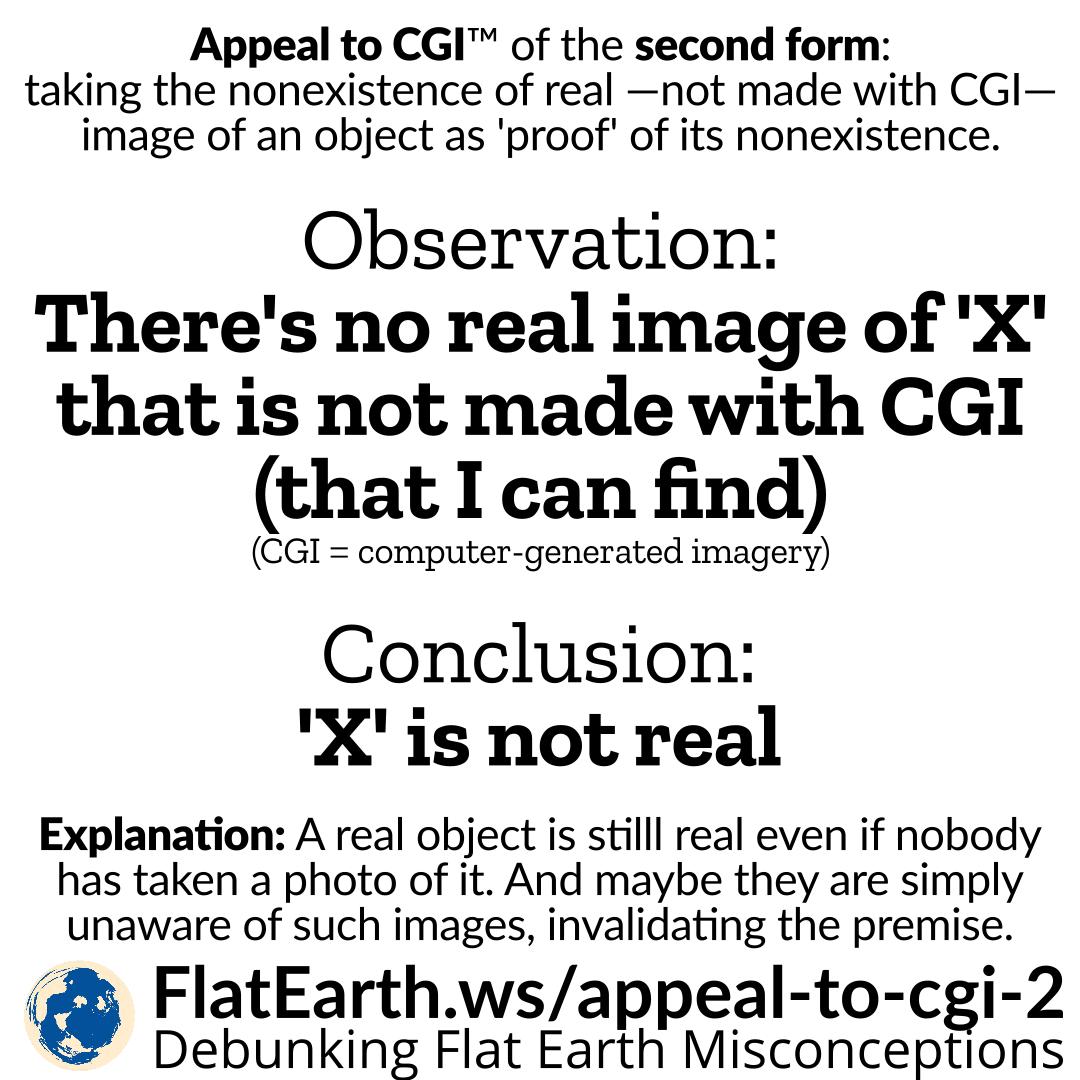 Appeal to CGI™ of the second form:
taking the nonexistence of real —not made with CGI—
image of an object as 'proof' of its nonexistence.
Observation:
There's no real image of 'X'
that is not made with CGI
(that I can find)
(CGI = computer-generated imagery)
Conclusion:
'X' is not real
Explanation: A real object is stilll real even if nobody
has taken a photo of it. And maybe they are simply
unaware of such images, invalidating the premise.
FlatEarth.ws/appeal-to-cgi-2
Debunking Flat Earth Misconceptions